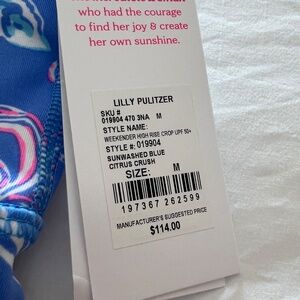 who had the courage
to find her joy & create
her own sunshine.
LILLY PULITZER
SKU #
019904 470 3NA M
STYLE NAME:
WEEKENDER HIGH RISE CROP UPF 50+
STYLE #: 019904
SUNWASHED BLUE
CITRUS CRUSH
SIZE: M
1 97367 262599
MANUFACTURER'S SUGGESTED PRICE
$114.00